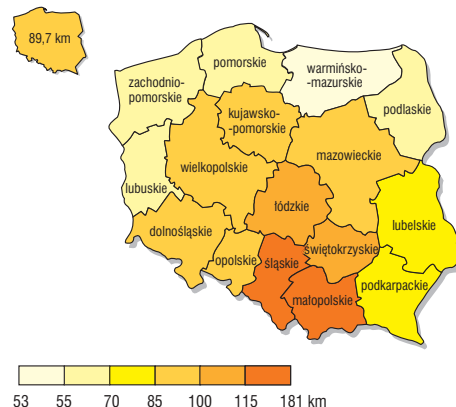 89,7 km
pomorskie
warmińsko-
mazurskie
zachodnio-
pomorskie
podlaskie
kujawsko-
-pomorskie
mazowieckie
wielkopolskie
lubuskie
łódzkie
lubelskie
dolnośląskie
świętokrzyskie
opolskie
śląskie
podkarpackie
małopolskie
53 55 70 85 100 115 181 km